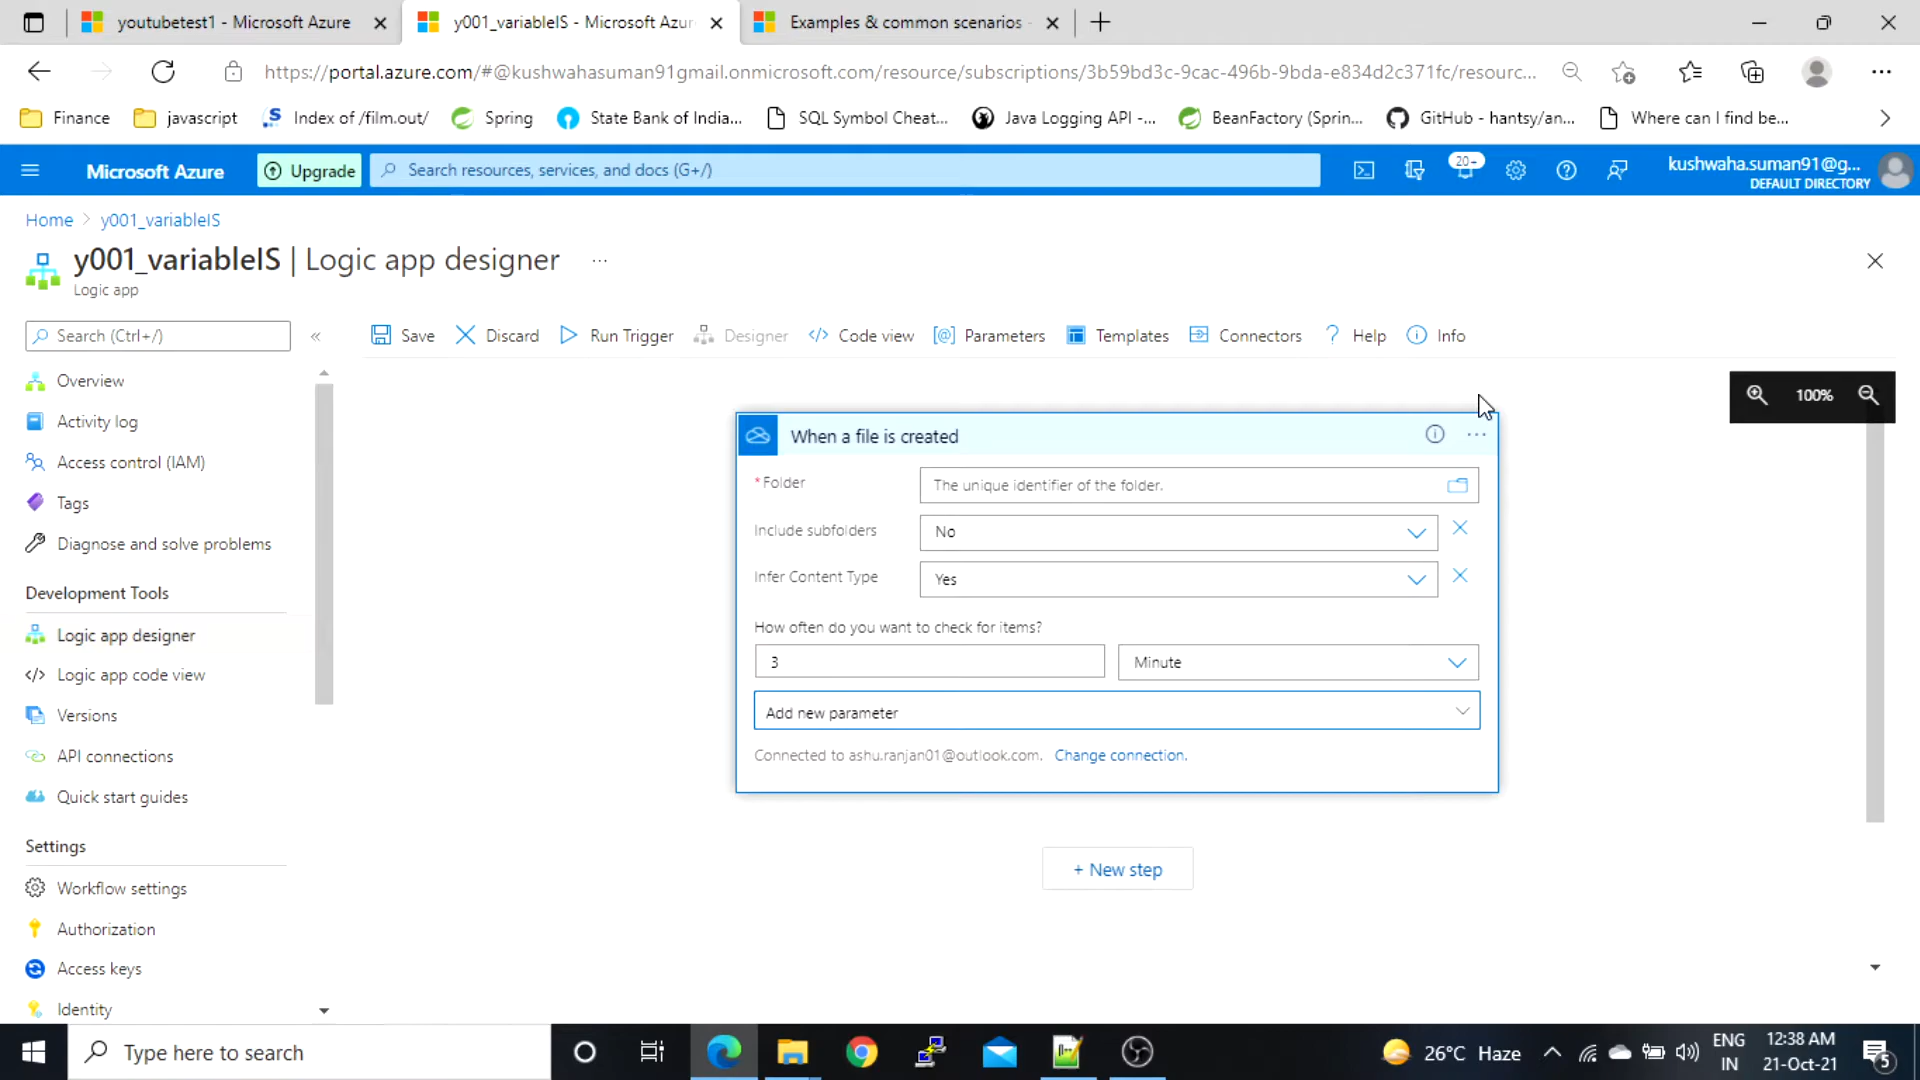 youtubetest1 - Microsoft Azure
y001_variableIS - Microsoft Azur
Examples & common scenarios -
https://portal.azure.com/#@kushwahasuman91gmail.onmicrosoft.com/resource/subscriptions/3b59bd3c-9cac-496b-9bda-e834d2c371fc/resourc...
Finance
javascript
Index of /film.out/
Spring
State Bank of India...
SQL Symbol Cheat...
Java Logging API -...
BeanFactory (Sprin...
GitHub - hantsy/an...
Where can I find be...
Microsoft Azure
Upgrade
Search resources, services, and docs (G+/)
20+
kushwaha.suman91@g...
DEFAULT DIRECTORY
Home > y001_variableIS
y001_variableIS | Logic app designer ...
Logic app
Search (Ctrl+/)
«
Save
Discard
Run Trigger
Designer
Code view
Parameters
Templates
Connectors
Help
Info
Overview
Activity log
Access control (IAM)
Tags
Diagnose and solve problems
Development Tools
Logic app designer
Logic app code view
Versions
API connections
Quick start guides
Settings
Workflow settings
Authorization
Access keys
Identity
100%
When a file is created
* Folder
The unique identifier of the folder.
Include subfolders
No
Infer Content Type
Yes
How often do you want to check for items?
3
Minute
Add new parameter
Connected to ashu.ranjan01@outlook.com. Change connection.
+ New step
Type here to search
26°C Haze
ENG
IN
12:38 AM
21-Oct-21
5